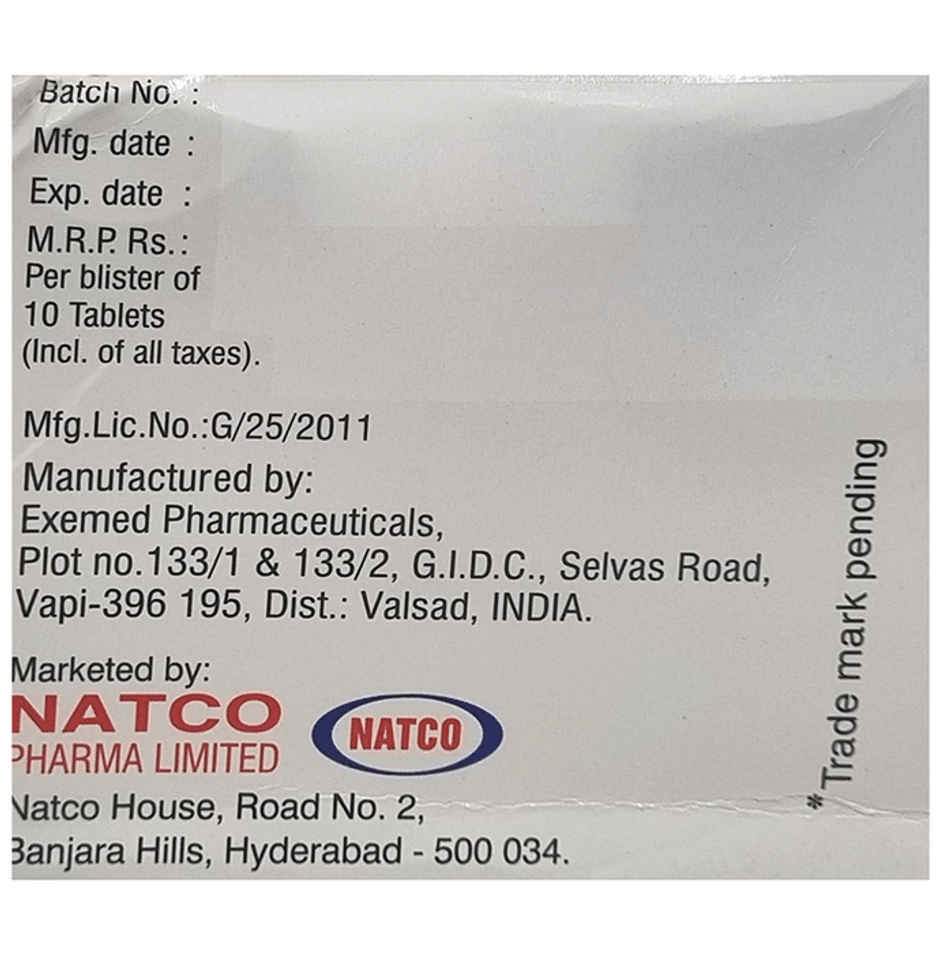 Batch No. :
Mfg. date :
Exp. date :
M.R.P. Rs.:
Per blister of
10 Tablets
(Incl. of all taxes).
Mfg.Lic.No.:G/25/2011
Manufactured by:
Exemed Pharmaceuticals,
Plot no.133/1 & 133/2, G.I.D.C., Selvas Road,
Vapi-396 195, Dist.: Valsad, INDIA.
Marketed by:
NATCO
PHARMA LIMITED
NATCO
Natco House, Road No. 2,
Banjara Hills, Hyderabad - 500 034.
*Trade mark pending